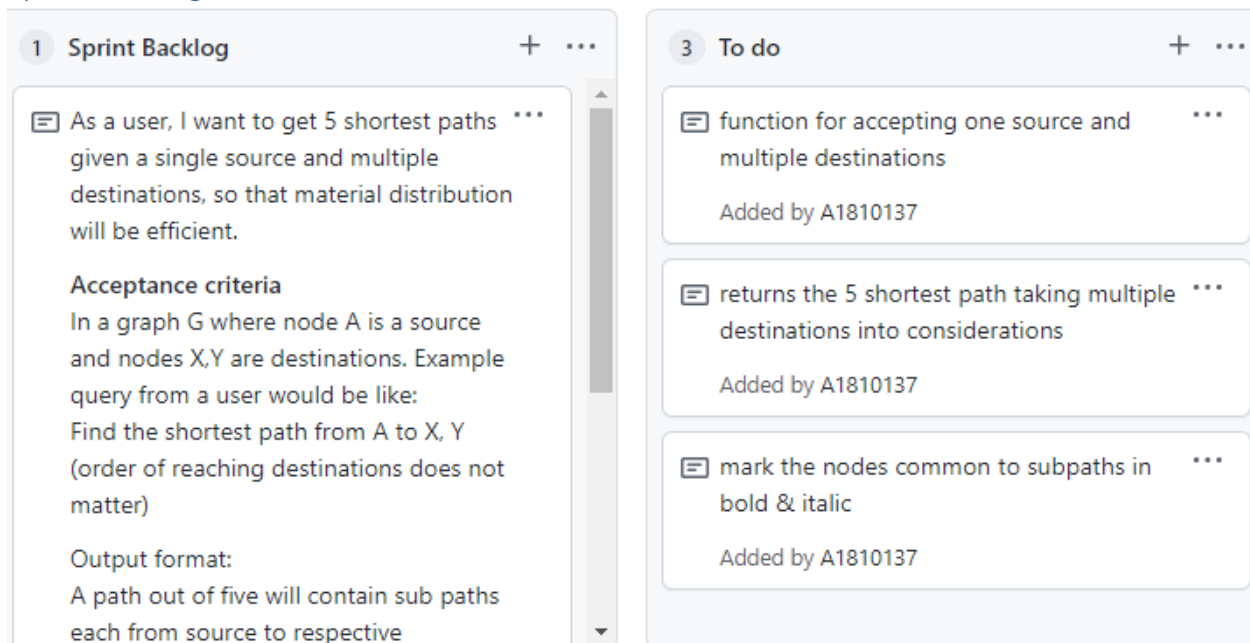 1 Sprint Backlog + ...
As a user, I want to get 5 shortest paths ...
given a single source and multiple
destinations, so that material distribution
will be efficient.
Acceptance criteria
In a graph G where node A is a source
and nodes X,Y are destinations. Example
query from a user would be like:
Find the shortest path from A to X, Y
(order of reaching destinations does not
matter)
Output format:
A path out of five will contain sub paths
each from source to respective
3 To do + ...
function for accepting one source and ...
multiple destinations
Added by A1810137
returns the 5 shortest path taking multiple ...
destinations into considerations
Added by A1810137
mark the nodes common to subpaths in ...
bold & italic
Added by A1810137